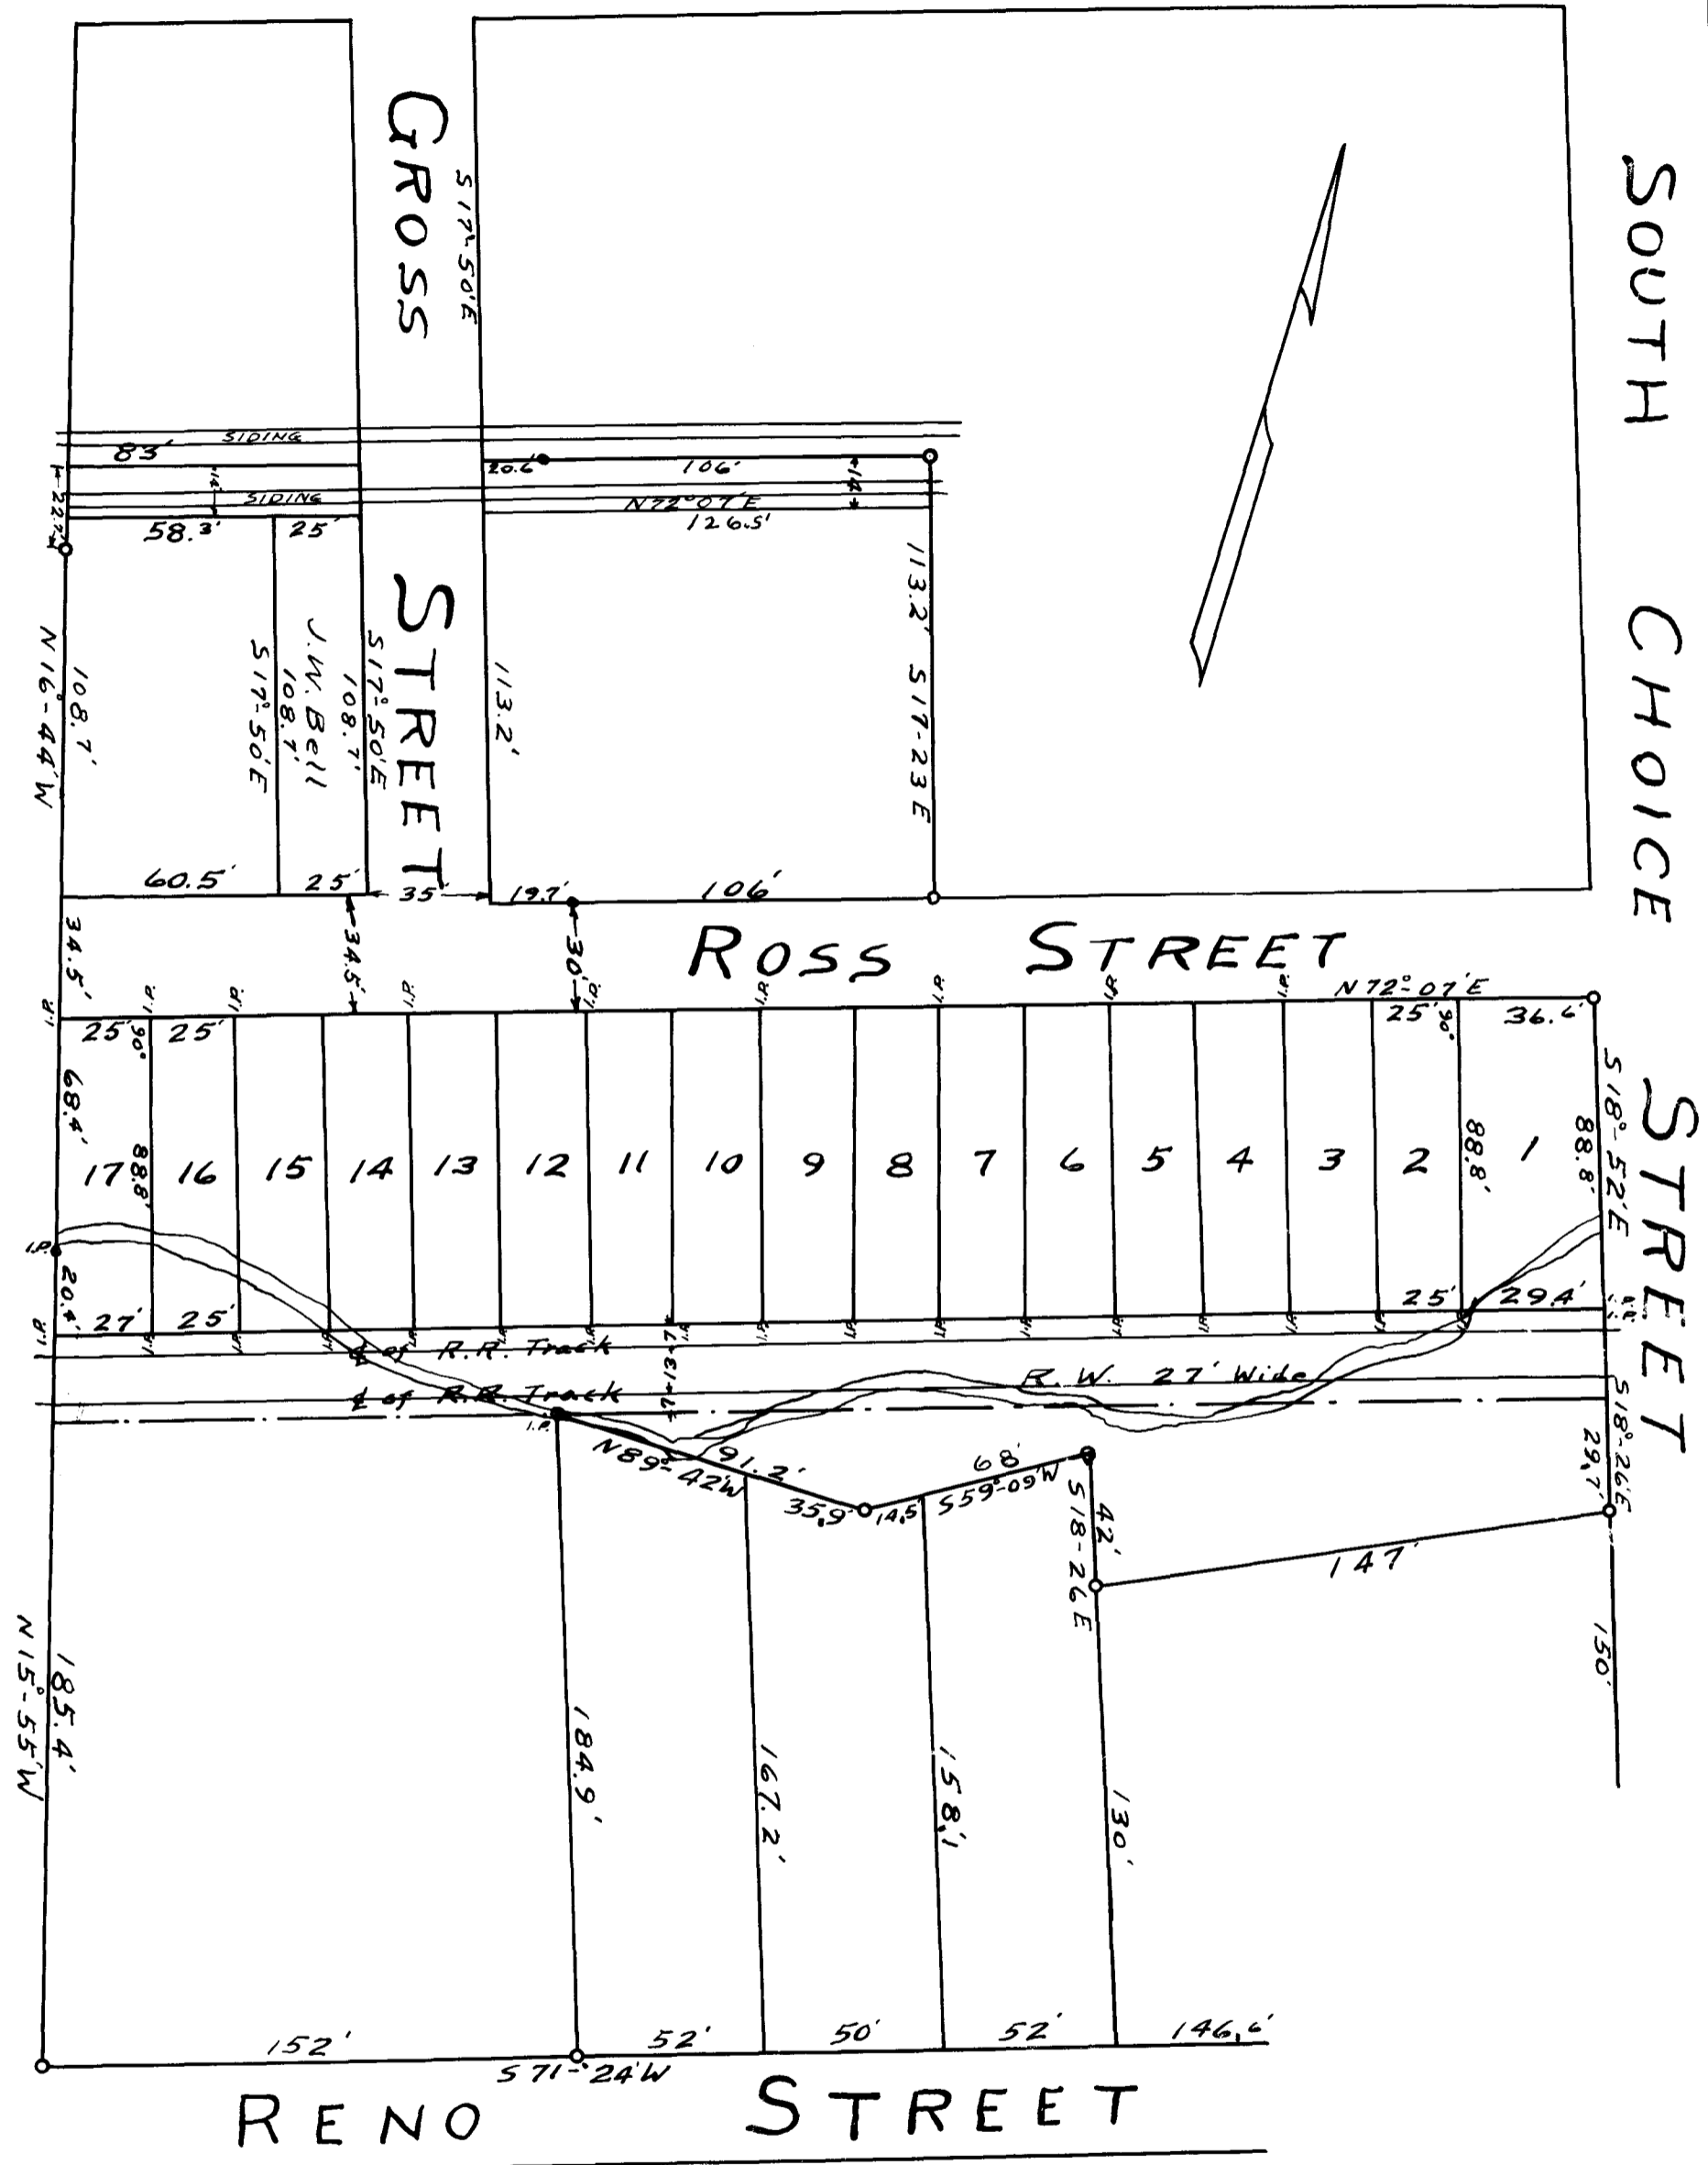 GROSS STREET
S17°-50'E
SOUTH CHOICE STREET
SIDING
83'
20.6'
106'
14'
14'
22.7'
SIDING
N72°07'E
126.5'
58.3'
25'
113.2' S17-23E
N16°-44'W
108.7'
S17°-50'E
J.W. Bell
108.7'
108.7'
S17°-50'E
113.2'
60.5'
25'
35'
19.7'
106'
34.5'
34.5'
30'
ROSS STREET
N72°-07'E
I.P.
I.P.
I.P.
I.P.
I.P.
I.P.
I.P.
I.P.
I.P.
25'
90°
25'
25'
90°
36.6'
68.4'
88.8'
88.8'
88.8'
S18°-52'E
17
16
15
14
13
12
11
10
9
8
7
6
5
4
3
2
1
I.P.
20.4'
27'
25'
25'
29.4'
I.P.
I.P.
I.P.
I.P.
I.P.
I.P.
I.P.
I.P.
I.P.
I.P.
I.P.
I.P.
I.P.
I.P.
℄ of R.R. Track
7
13
7
R.W. 27' Wide
℄ of R.R. Track
I.P.
N89°-42'W
91.2'
35.9'
14.5'
68'
S59°-09'W
42'
S18-26E
S18°-26'E
29.7'
147'
150'
N15°-55'W
185.4'
184.9'
167.2'
158.1'
130'
152'
52'
50'
52'
146.6'
S71-°24'W
RENO STREET